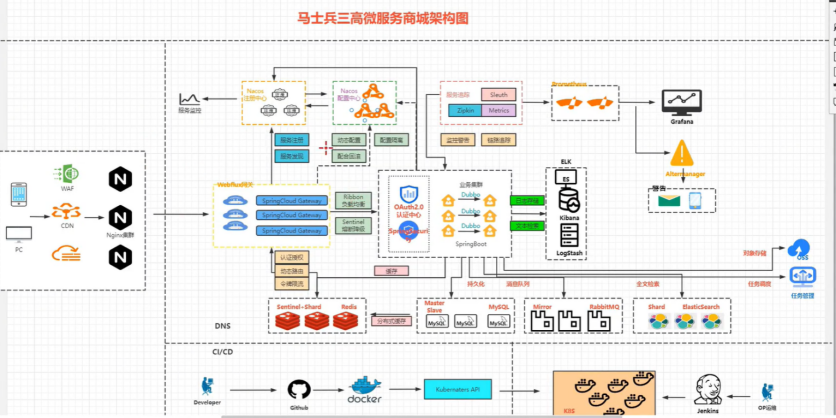 马士兵三高微服务商城架构图
服务监控
Nacos
注册中心
Nacos
配置中心
服务追踪
Sleuth
Zipkin
Metrics
Prometheus
Grafana
服务注册
动态配置
配置隔离
监控警告
链路追踪
服务发现
配合回滚
Altermanager
警告
WAF
CDN
PC
Nginx集群
Webflux网关
SpringCloud Gateway
SpringCloud Gateway
SpringCloud Gateway
Ribbon
负载均衡
Sentinel
熔断降级
OAuth2.0
认证中心
业务集群
Dubbo
Dubbo
Dubbo
SpringBoot
日志存储
全文检索
ELK
ES
Kibana
LogStash
认证授权
动态路由
令牌限流
缓存
持久化
消息队列
全文检索
对象存储
OSS
任务调度
任务管理
Sentinel+Shard
Redis
分布式缓存
Master
Slave
MySQL
MySQL
MySQL
MySQL
Mirror
RabbitMQ
Shard
ElasticSearch
DNS
CI/CD
Developer
Github
docker
Kubernaters API
K8S
Jenkins
OP运维